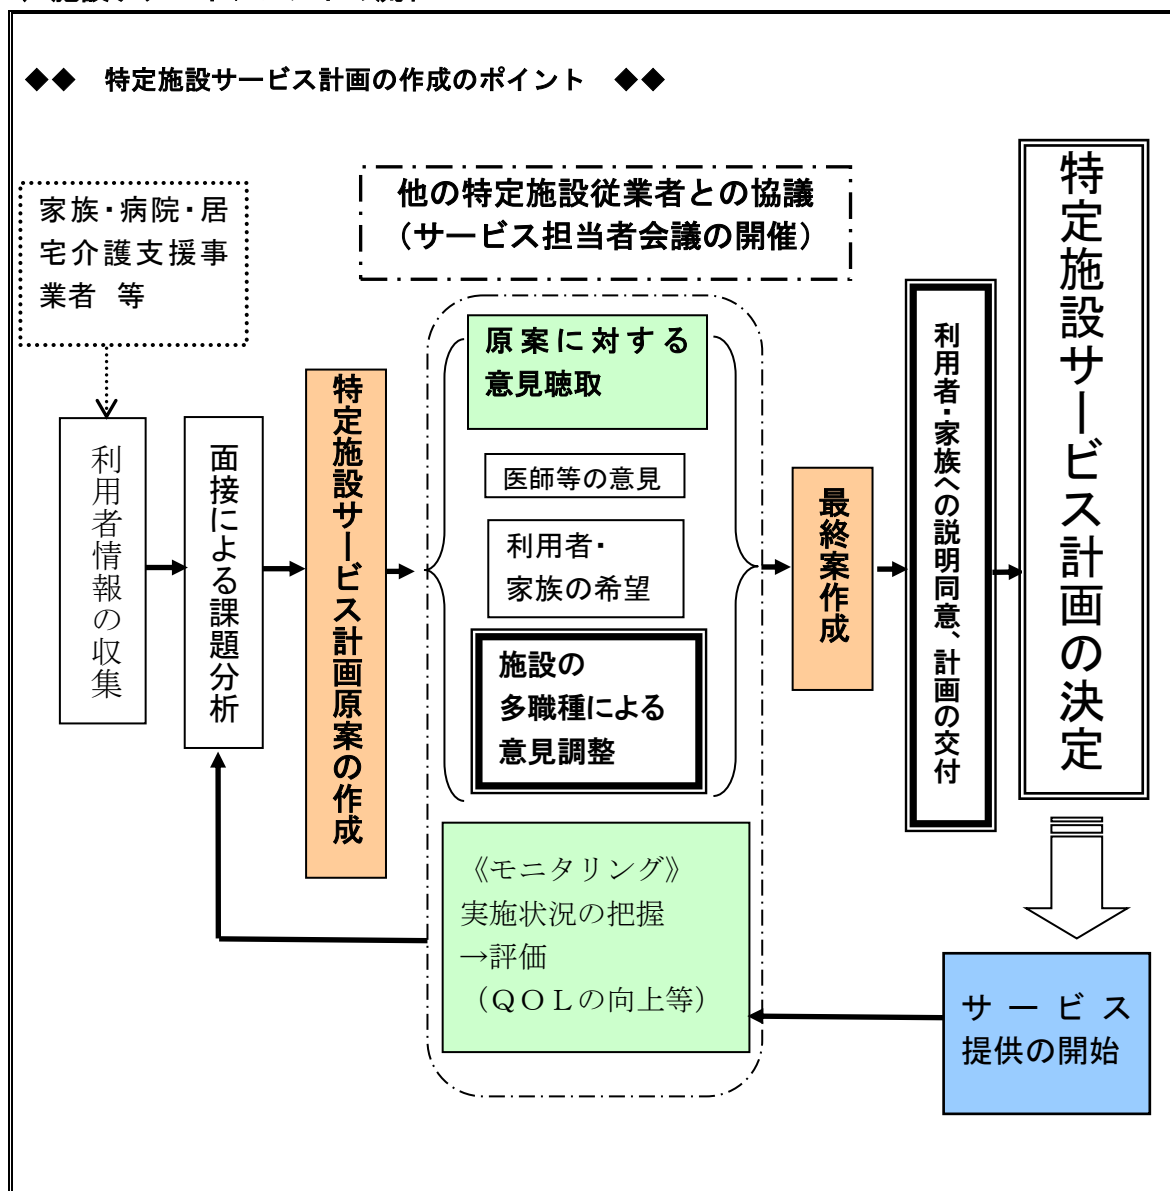 ◆◆ 特定施設サービス計画の作成のポイント ◆◆
家族・病院・居
宅介護支援事
業者 等
他の特定施設従業者との協議
（サービス担当者会議の開催）
利用者情報の収集
面接による課題分析
特定施設サービス計画原案の作成
原案に対する
意見聴取
医師等の意見
利用者・
家族の希望
施設の
多職種による
意見調整
最終案作成
利用者・家族への説明同意、計画の交付
特定施設サービス計画の決定
《モニタリング》
実施状況の把握
→評価
（ＱＯＬの向上等）
サービス
提供の開始